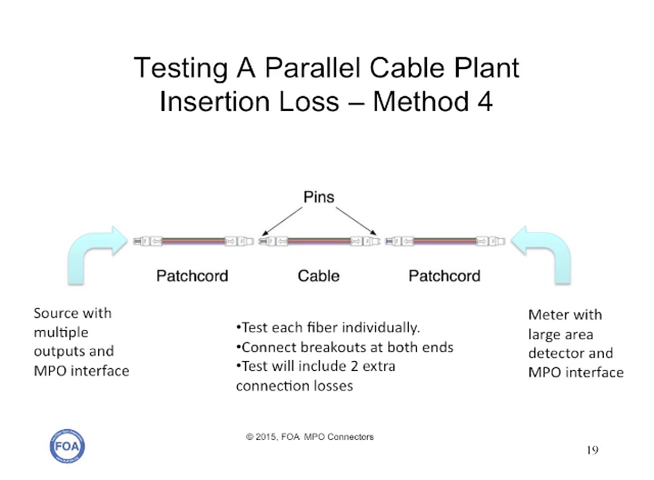 Testing A Parallel Cable Plant
Insertion Loss – Method 4
Pins
Patchcord
Cable
Patchcord
Source with
multiple
outputs and
MPO interface
•Test each fiber individually.
•Connect breakouts at both ends
•Test will include 2 extra
connection losses
Meter with
large area
detector and
MPO interface
FOA
© 2015, FOA MPO Connectors
19